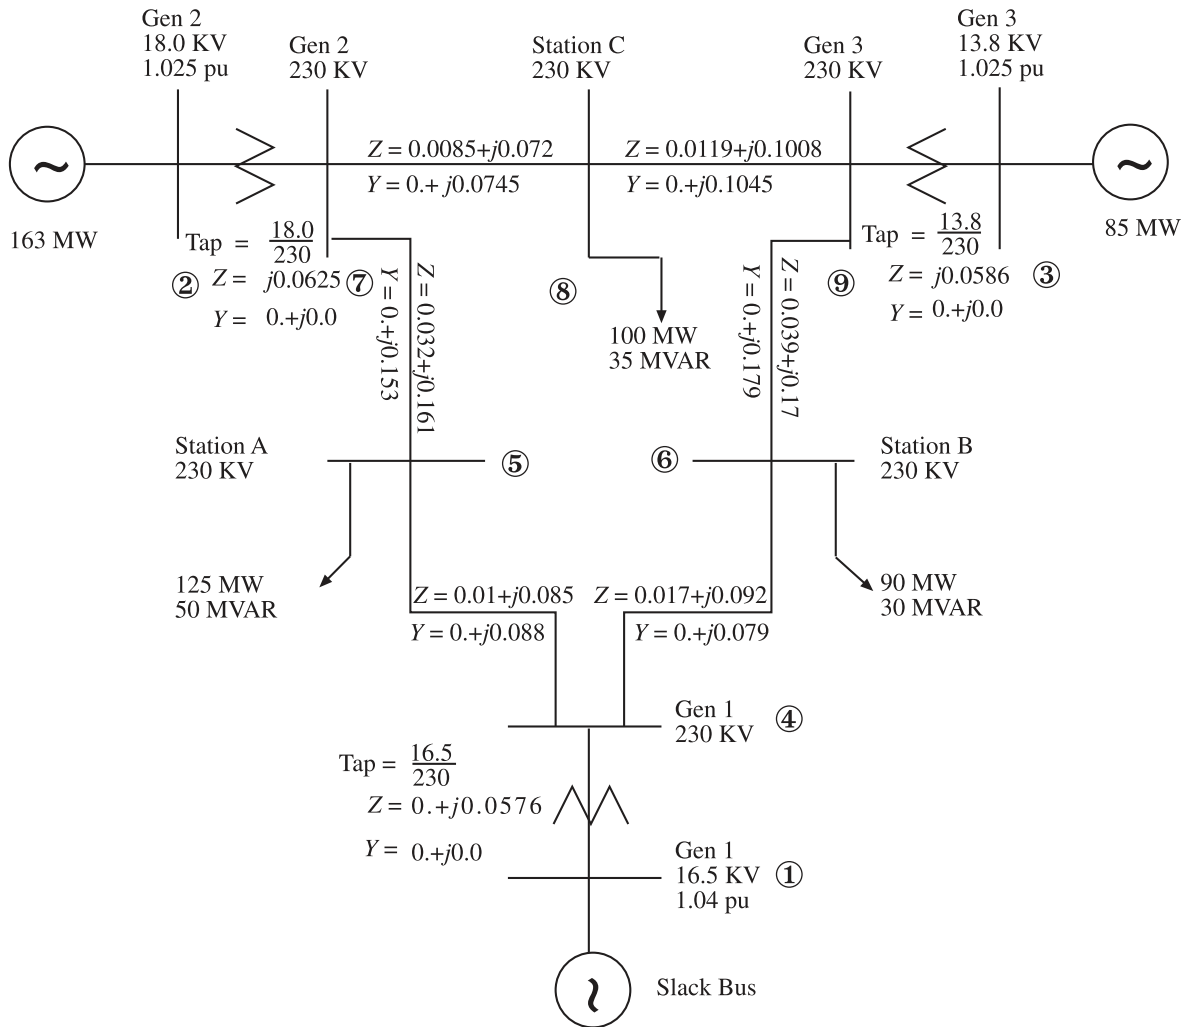 Gen 2
18.0 KV
1.025 pu
Gen 2
230 KV
Station C
230 KV
Gen 3
230 KV
Gen 3
13.8 KV
1.025 pu
~
163 MW
Z = 0.0085+j0.072
Y = 0.+ j0.0745
Z = 0.0119+j0.1008
Y = 0.+j0.1045
~
85 MW
Tap = 18.0
230
② Z = j0.0625 ⑦
Y = 0.+j0.0
Z = 0.032+j0.161
Y = 0.+j0.153
⑧
100 MW
35 MVAR
Z = 0.039+j0.17
Y = 0.+j0.179
⑨
Tap = 13.8
230
Z = j0.0586 ③
Y = 0.+j0.0
Station A
230 KV
⑤
⑥
Station B
230 KV
125 MW
50 MVAR
90 MW
30 MVAR
Z = 0.01+j0.085
Y = 0.+j0.088
Z = 0.017+j0.092
Y = 0.+j0.079
Gen 1
230 KV
④
Tap = 16.5
230
Z = 0.+j0.0576
Y = 0.+j0.0
Gen 1
16.5 KV
1.04 pu
①
~
Slack Bus